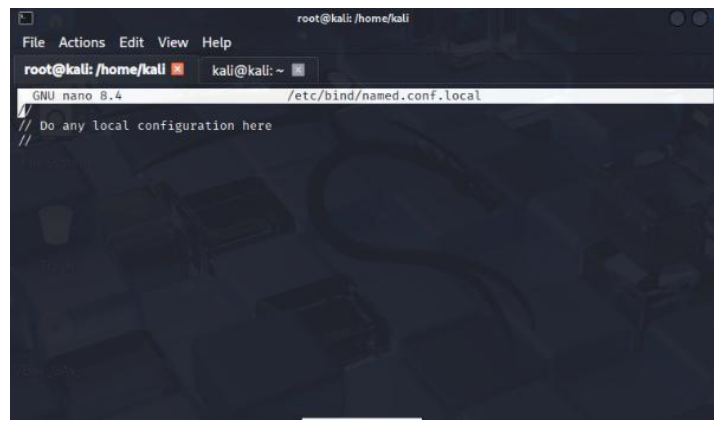 root@kali: /home/kali
File Actions Edit View Help
root@kali: /home/kali kali@kali: ~
GNU nano 8.4 /etc/bind/named.conf.local
//
// Do any local configuration here
//